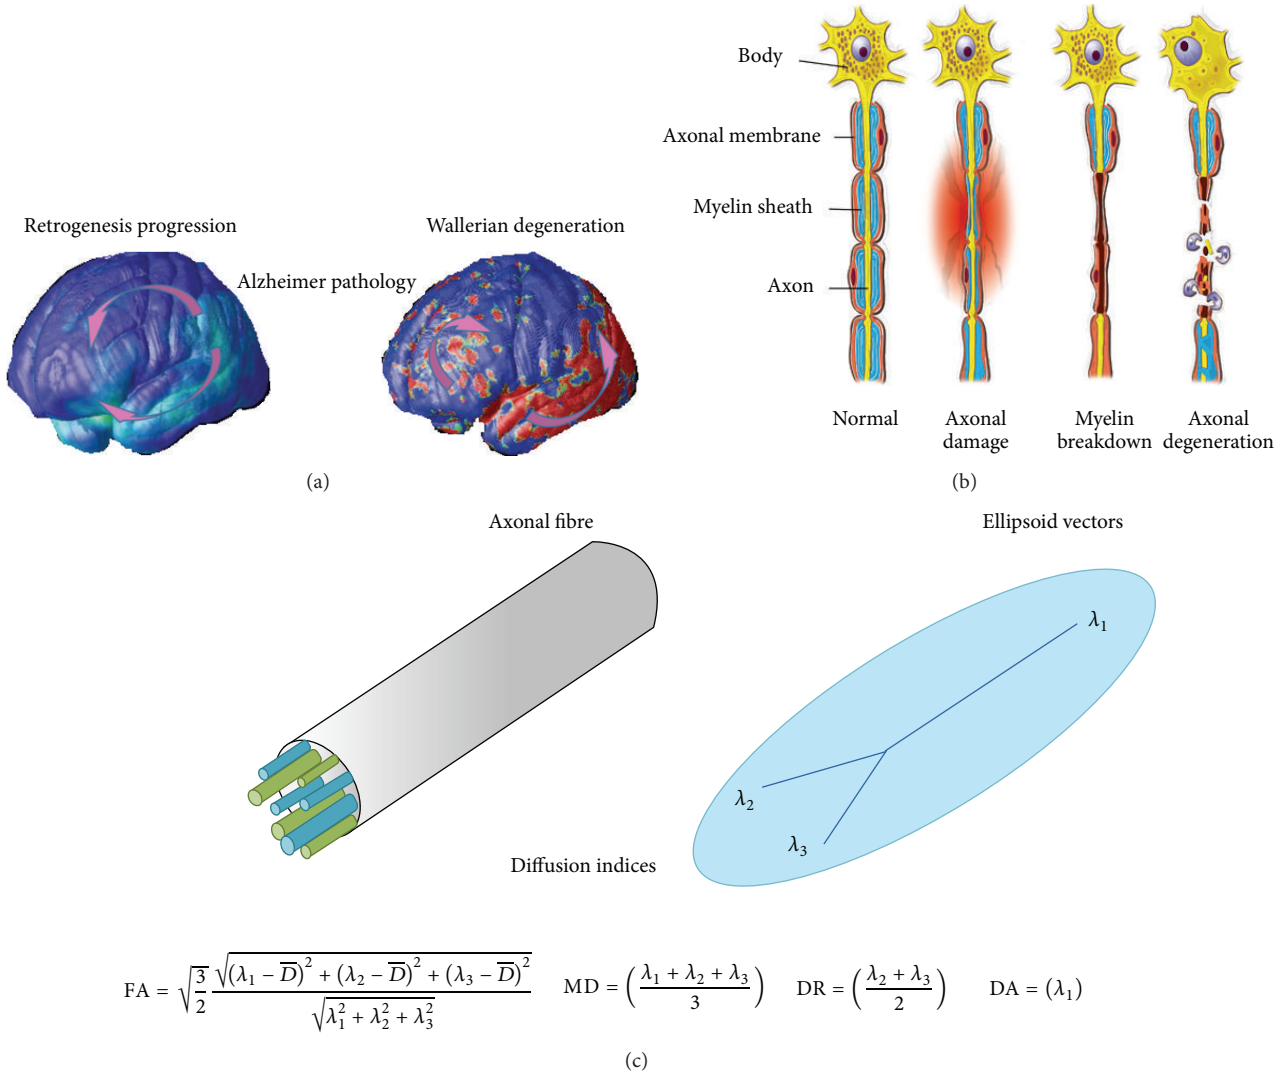 Retrogenesis progression
Wallerian degeneration
Alzheimer pathology
(a)
Body
Axonal membrane
Myelin sheath
Axon
Normal
Axonal
damage
Myelin
breakdown
Axonal
degeneration
(b)
Axonal fibre
Ellipsoid vectors
λ₁
λ₂
λ₃
Diffusion indices
FA = √(3/2) √((λ₁ − D̅)² + (λ₂ − D̅)² + (λ₃ − D̅)²) / √(λ₁² + λ₂² + λ₃²)
MD = ((λ₁ + λ₂ + λ₃)/3)
DR = ((λ₂ + λ₃)/2)
DA = (λ₁)
(c)